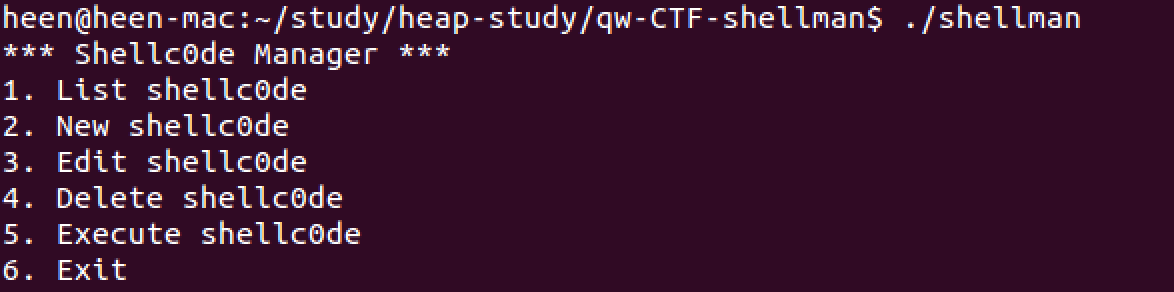 heen@heen-mac:~/study/heap-study/qw-CTF-shellman$ ./shellman
*** Shellc0de Manager ***
1. List shellc0de
2. New shellc0de
3. Edit shellc0de
4. Delete shellc0de
5. Execute shellc0de
6. Exit